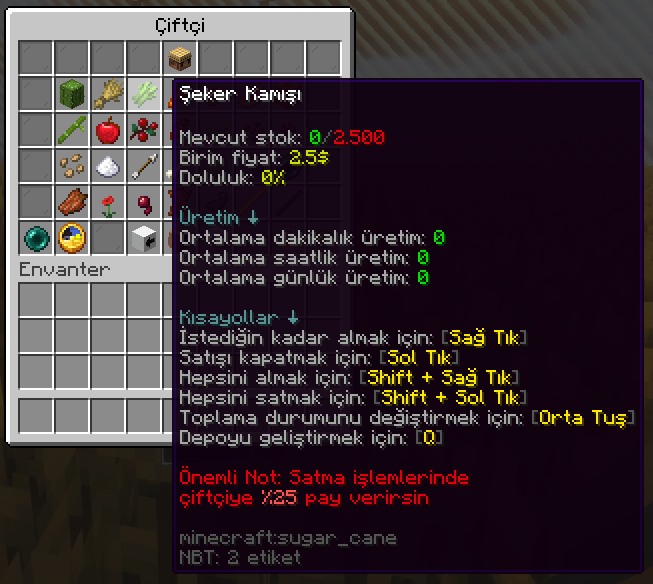 Çiftçi
Şeker Kamışı
Mevcut stok: 0/2.500
Birim fiyat: 2.5$
Doluluk: 0%
Üretim ↓
Ortalama dakikalık üretim: 0
Ortalama saatlik üretim: 0
Ortalama günlük üretim: 0
Kısayollar ↓
İstediğin kadar almak için: [Sağ Tık]
Satışı kapatmak için: [Sol Tık]
Hepsini almak için: [Shift + Sağ Tık]
Hepsini satmak için: [Shift + Sol Tık]
Toplama durumunu değiştirmek için: [Orta Tuş]
Depoyu geliştirmek için: [Q]
Önemli Not: Satma işlemlerinde
çiftçiye %25 pay verirsin
minecraft:sugar_cane
NBT: 2 etiket
Envanter